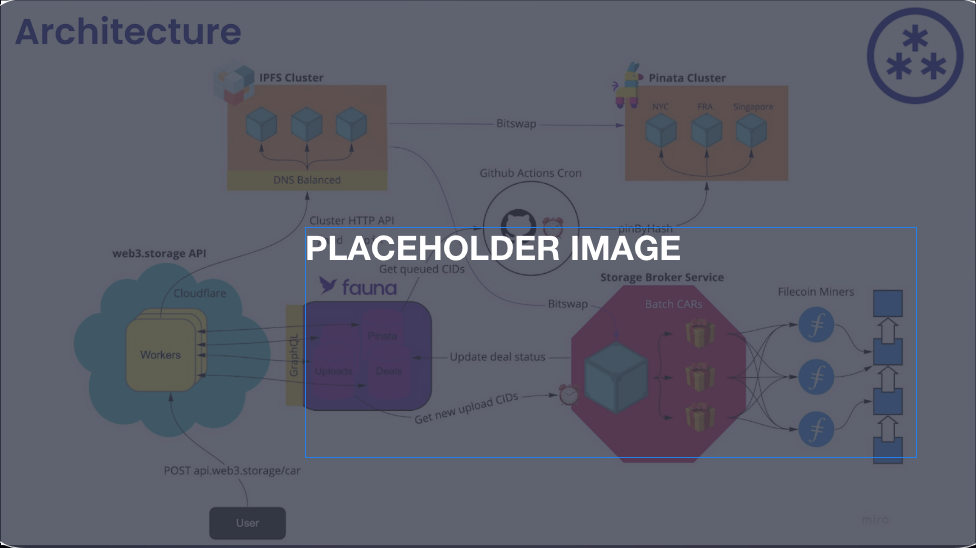 Architecture
IPFS Cluster
Pinata Cluster
NYC
FRA
Singapore
Bitswap
DNS Balanced
Github Actions Cron
Cluster HTTP API
pinByHash
PLACEHOLDER IMAGE
web3.storage API
Get queued CIDs
Storage Broker Service
fauna
Cloudflare
Filecoin Miners
Bitswap
Batch CARs
GraphQL
Pinata
Workers
Update deal status
Uploads
Deals
Get new upload CIDs
POST api.web3.storage/car
User
miro